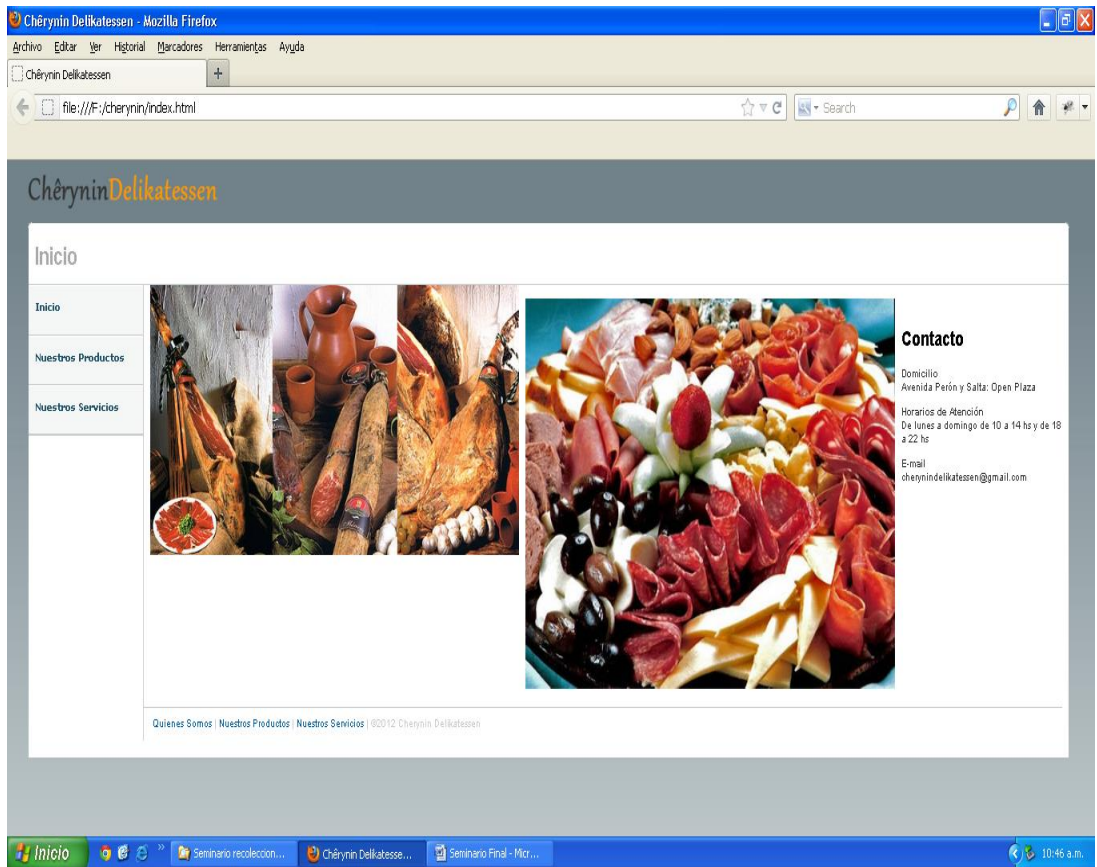 Chêrynin Delikatessen - Mozilla Firefox
Archivo Editar Ver Historial Marcadores Herramientas Ayuda
Chêrynin Delikatessen
file:///F:/cherynin/index.html
Search
ChêryninDelikatessen
Inicio
Inicio
Nuestros Productos
Nuestros Servicios
Contacto
Domicilio
Avenida Perón y Salta: Open Plaza
Horarios de Atención
De lunes a domingo de 10 a 14 hs y de 18
a 22 hs
E-mail
cherynindelikatessen@gmail.com
Quienes Somos | Nuestros Productos | Nuestros Servicios | ©2012 Cherynin Delikatessen
Inicio
Seminario recoleccion...
Chêrynin Delikatesse...
Seminario Final - Micr...
10:46 a.m.